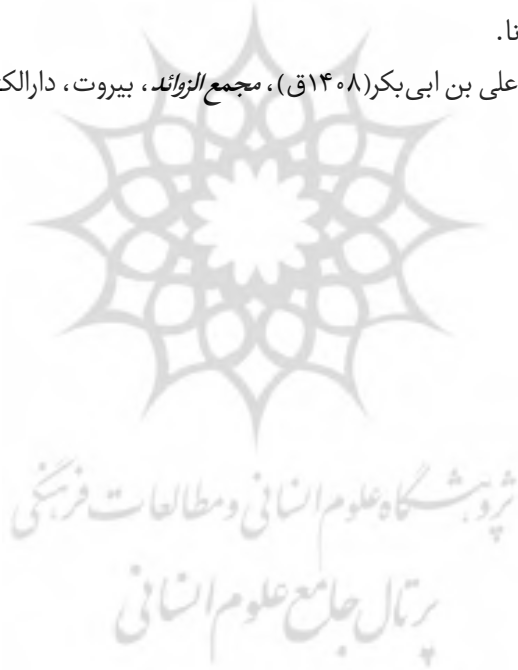 نا.
علی بن ابی‌بکر(۱۴۰۸ق)، مجمع الزوائد، بیروت، دارالک
پژوهشگاه علوم انسانی و مطالعات فرهنگی
پرتال جامع علوم انسانی